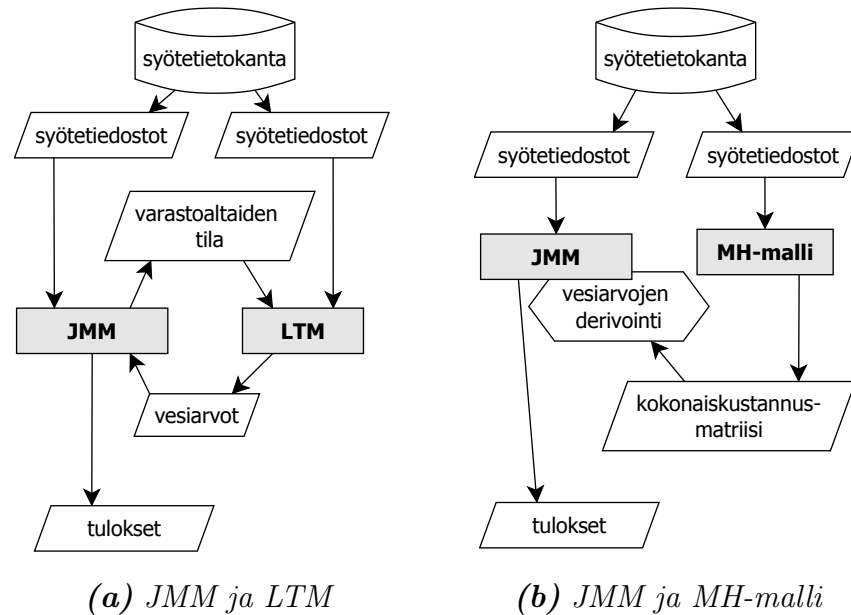 syötetietokanta
syötetiedostot
syötetiedostot
varastoaltaiden
tila
JMM
LTM
vesiarvot
tulokset
(a) JMM ja LTM
syötetietokanta
syötetiedostot
syötetiedostot
JMM
MH-malli
vesiarvojen
derivointi
kokonaiskustannus-
matriisi
tulokset
(b) JMM ja MH-malli